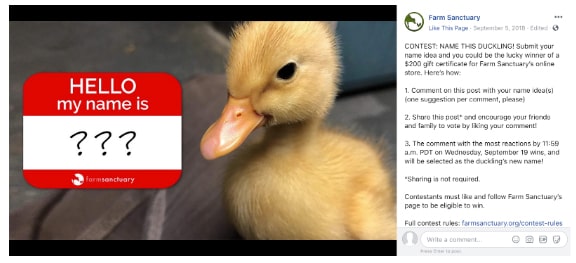 HELLO
my name is
???
farmsanctuary
Farm Sanctuary
Like This Page · September 5, 2018 · Edited ·
CONTEST: NAME THIS DUCKLING! Submit your
name idea and you could be the lucky winner of a
$200 gift certificate for Farm Sanctuary's online
store. Here's how:
1. Comment on this post with your name idea(s)
(one suggestion per comment, please)
2. Share this post* and encourage your friends
and family to vote by liking your comment!
3. The comment with the most reactions by 11:59
a.m. PDT on Wednesday, September 19 wins, and
will be selected as the duckling's new name!
*Sharing is not required.
Contestants must like and follow Farm Sanctuary's
page to be eligible to win.
Full contest rules: farmsanctuary.org/contest-rules
Write a comment...
Press Enter to post.